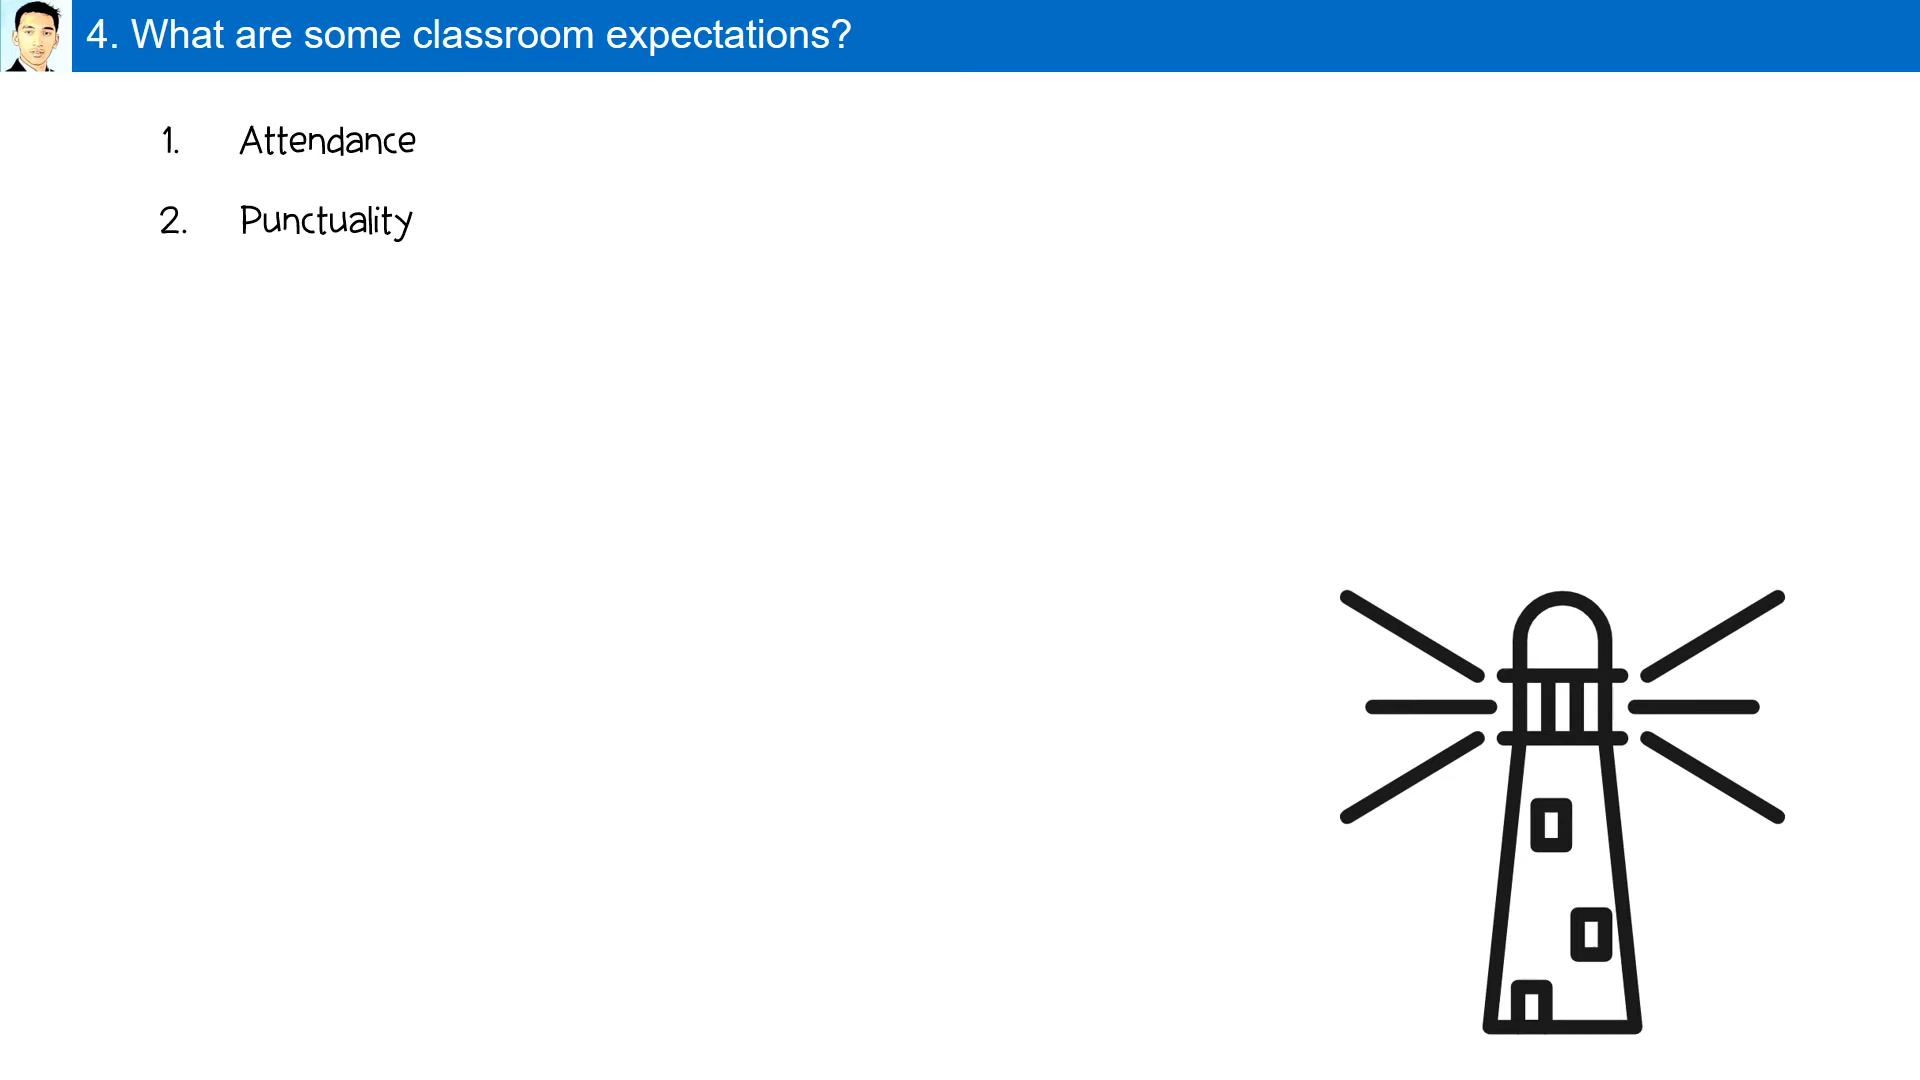 4. What are some classroom expectations?
1. Attendance
2. Punctuality